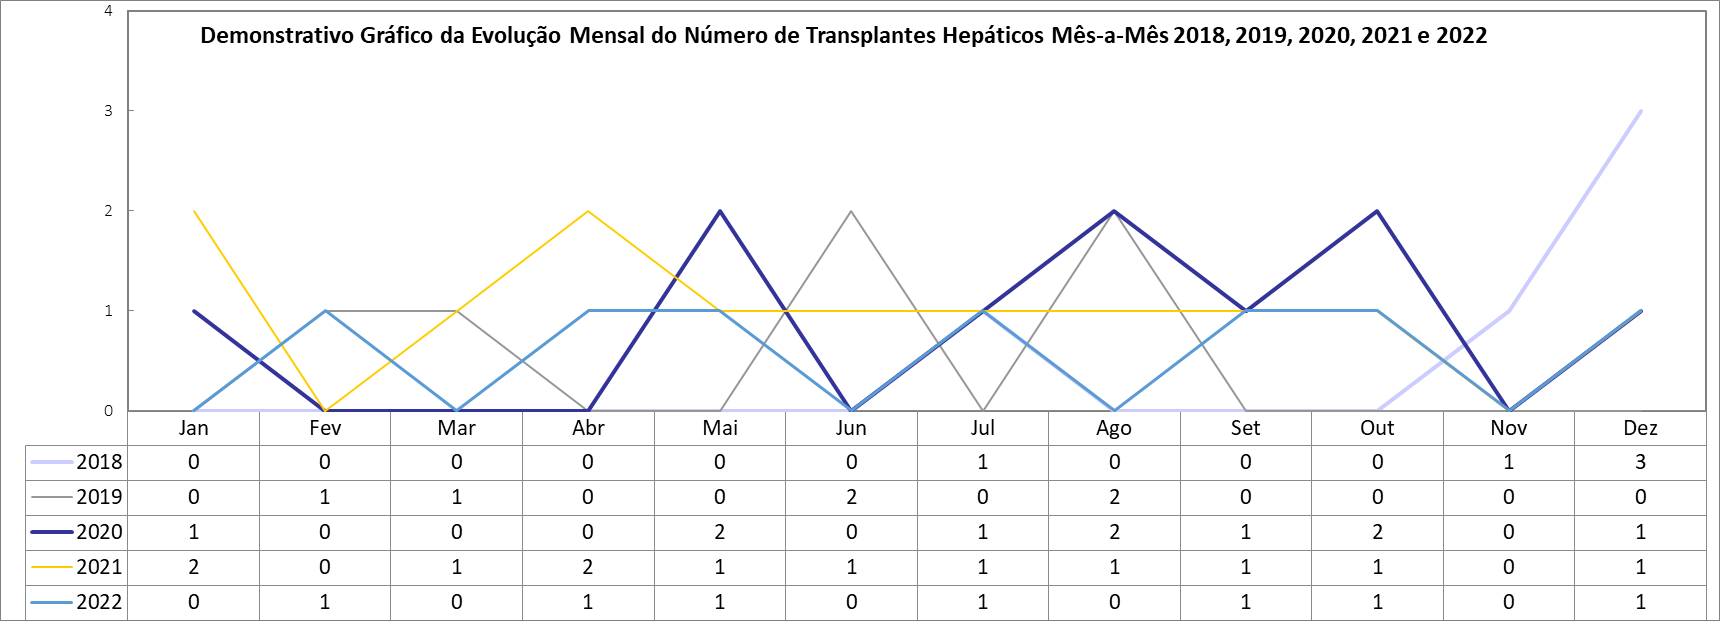 Demonstrativo Gráfico da Evolução Mensal do Número de Transplantes Hepáticos Mês-a-Mês 2018, 2019, 2020, 2021 e 2022
4
3
2
1
0
Jan Fev Mar Abr Mai Jun Jul Ago Set Out Nov Dez
2018 0 0 0 0 0 0 1 0 0 0 1 3
2019 0 1 1 0 0 2 0 2 0 0 0 0
2020 1 0 0 0 2 0 1 2 1 2 0 1
2021 2 0 1 2 1 1 1 1 1 1 0 1
2022 0 1 0 1 1 0 1 0 1 1 0 1